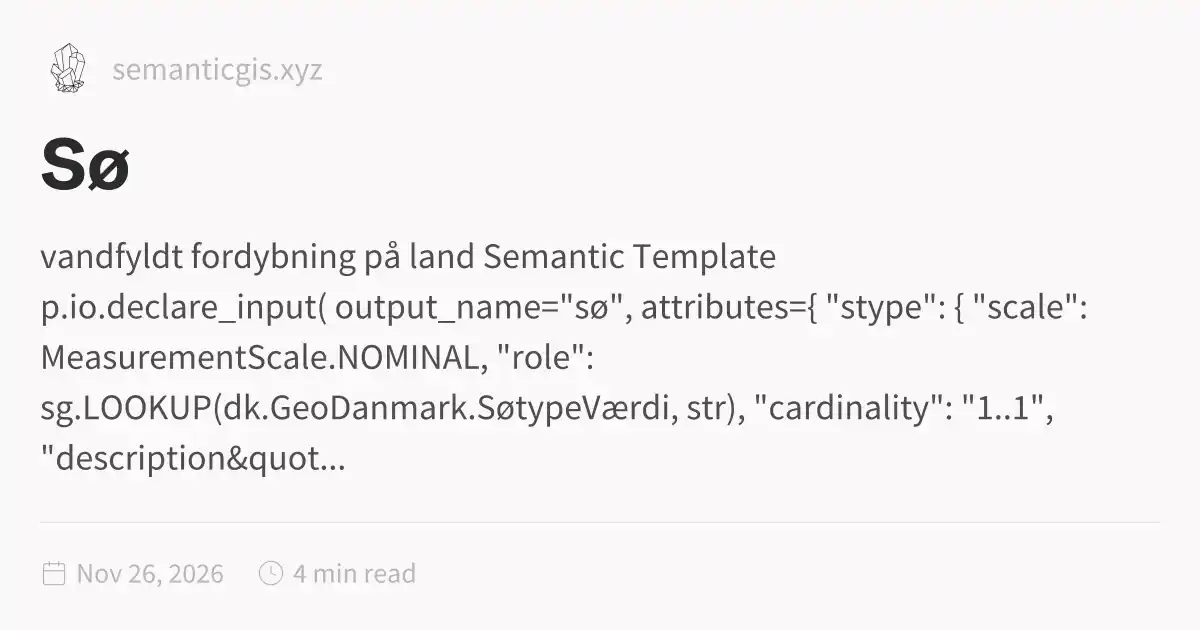 semanticgis.xyz
Sø
vandfyldt fordybning på land Semantic Template
p.io.declare_input( output_name="sø", attributes={ "stype": { "scale":
MeasurementScale.NOMINAL, "role":
sg.LOOKUP(dk.GeoDanmark.SøtypeVærdi, str), "cardinality": "1..1",
"description&quot...
Nov 26, 2026 4 min read